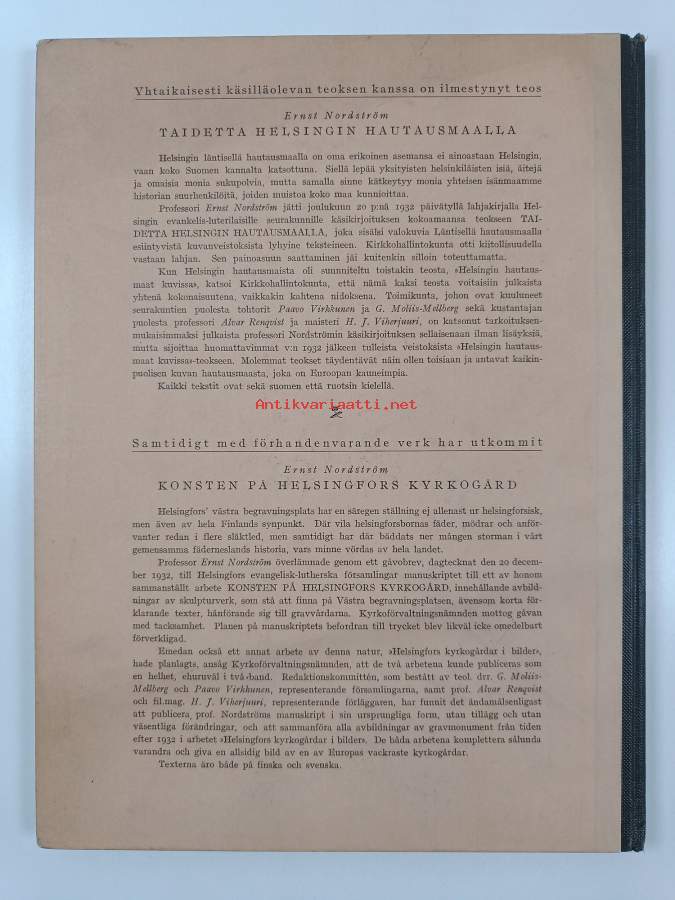 Yhtaikaisesti käsilläolevan teoksen kanssa on ilmestynyt teos
Ernst Nordström
TAIDETTA HELSINGIN HAUTAUSMAALLA
Helsingin läntisellä hautausmaalla on oma erikoinen asemansa ei ainoastaan Helsingin,
vaan koko Suomen kannalta katsottuna. Siellä lepää yksityisten helsinkiläisten isiä, äitejä
ja omaisia monia sukupolvia, mutta samalla sinne kätkeytyy monia yhteisen isänmaamme
historian suurhenkilöitä, joiden muistoa koko maa kunnioittaa.
Professori Ernst Nordström jätti joulukuun 20 p:nä 1932 päivätyllä lahjakirjalla Hel-
singin evankelis-luterilaisille seurakunnille käsikirjoituksen kokoamaansa teokseen TAI-
DETTA HELSINGIN HAUTAUSMAALLA, joka sisälsi valokuvia Läntisellä hautausmaalla
esiintyvistä kuvanveistoksista lyhyine teksteineen. Kirkkohallintokunta otti kiitollisuudella
vastaan lahjan. Sen painoasuun saattaminen jäi kuitenkin silloin toteuttamatta.
Kun Helsingin hautausmaista oli suunniteltu toistakin teosta, »Helsingin hautaus-
maat kuvissa», katsoi Kirkkohallintokunta, että nämä kaksi teosta voitaisiin julkaista
yhtenä kokonaisuutena, vaikkakin kahtena nidoksena. Toimikunta, johon ovat kuuluneet
seurakuntien puolesta tohtorit Paavo Virkkunen ja G. Moliis-Mellberg sekä kustantajan
puolesta professori Alvar Renqvist ja maisteri H. J. Viherjuuri, on katsonut tarkoituksen-
mukaisimmaksi julkaista professori Nordströmin käsikirjoituksen sellaisenaan ilman lisäyksiä,
mutta sijoittaa huomattavimmat v:n 1932 jälkeen tulleista veistoksista »Helsingin hautaus-
maat kuvissa»-teokseen. Molemmat teokset täydentävät näin ollen toisiaan ja antavat kaikin-
puolisen kuvan hautausmaasta, joka on Euroopan kauneimpia.
Kaikki tekstit ovat sekä suomen että ruotsin kielellä.
Antikvariaatti.net
Samtidigt med förhandenvarande verk har utkommit
Ernst Nordström
KONSTEN PÅ HELSINGFORS KYRKOGÅRD
Helsingfors' västra begravningsplats har en säregen ställning ej allenast ur helsingforsisk,
men även av hela Finlands synpunkt. Där vila helsingforsbornas fäder, mödrar och anför-
vanter redan i flere släktled, men samtidigt har där bäddats ner mången storman i vårt
gemensamma fäderneslands historia, vars minne vördas av hela landet.
Professor Ernst Nordström överlämnade genom ett gåvobrev, dagtecknat den 20 decem-
ber 1932, till Helsingfors evangelisk-lutherska församlingar manuskriptet till ett av honom
sammanställt arbete KONSTEN PÅ HELSINGFORS KYRKOGÅRD, innehållande avbild-
ningar av skulpturverk, som stå att finna på Västra begravningsplatsen, ävensom korta för-
klarande texter, hänförande sig till gravvårdarna. Kyrkoförvaltningsnämnden mottog gåvan
med tacksamhet. Planen på manuskriptets befordran till trycket blev likväl icke omedelbart
förverkligad.
Emedan också ett annat arbete av denna natur, »Helsingfors kyrkogårdar i bilder»,
hade planlagts, ansåg Kyrkoförvaltningsnämnden, att de två arbetena kunde publiceras som
en helhet, ehuruväl i två band. Redaktionskommittén, som bestått av teol. drr. G. Moliis-
Mellberg och Paavo Virkkunen, representerande församlingarna, samt prof. Alvar Renqvist
och fil.mag. H. J. Viherjuuri, representerande förläggaren, har funnit det ändamålsenligast
att publicera prof. Nordströms manuskript i sin ursprungliga form, utan tillägg och utan
väsentliga förändringar, och att sammanföra alla avbildningar av gravmonument från tiden
efter 1932 i arbetet »Helsingfors kyrkogårdar i bilder». De båda arbetena komplettera sålunda
varandra och giva en allsidig bild av en av Europas vackraste kyrkogårdar.
Texterna äro både på finska och svenska.